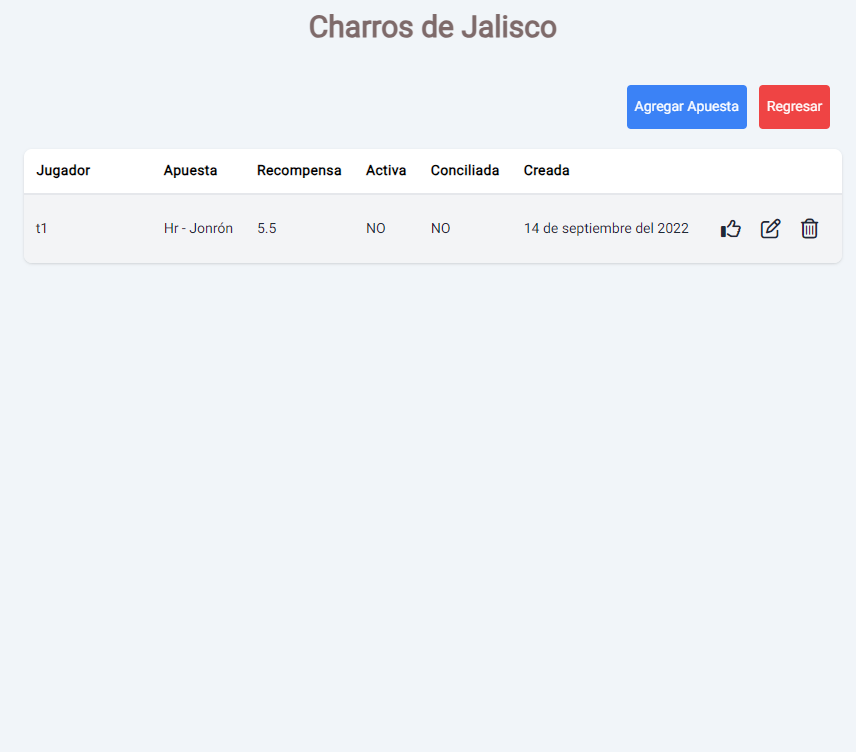 Charros de Jalisco
Agregar Apuesta Regresar
Jugador Apuesta Recompensa Activa Conciliada Creada
t1 Hr - Jonrón 5.5 NO NO 14 de septiembre del 2022